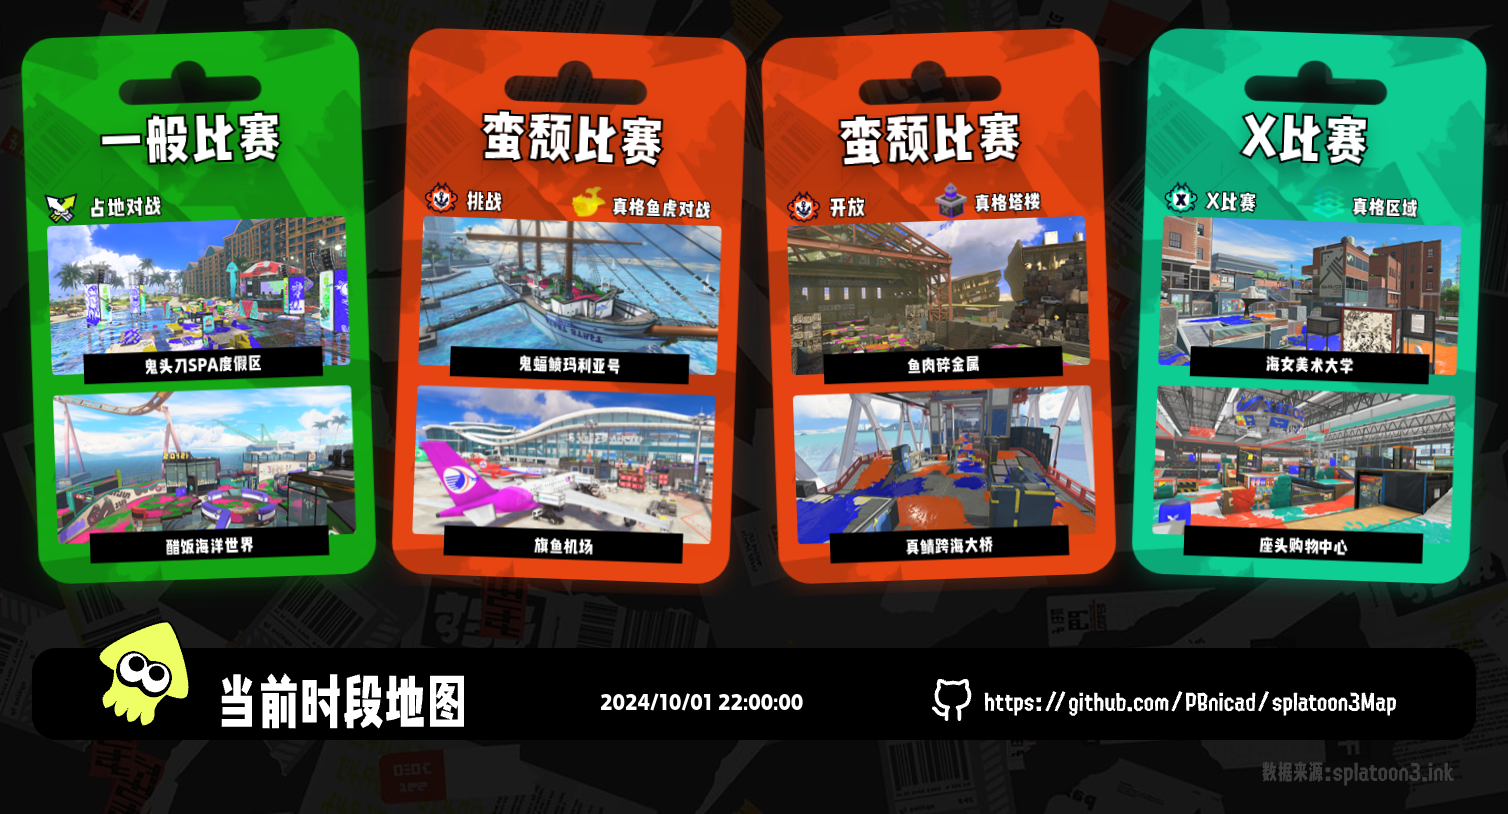 一般比赛
占地对战
鬼头刀SPA度假区
醋饭海洋世界
蛮颓比赛
挑战
真格鱼虎对战
鬼蝠鲼玛利亚号
旗鱼机场
蛮颓比赛
开放
真格塔楼
鱼肉碎金属
真鲭跨海大桥
X比赛
X比赛
真格区域
海女美术大学
座头购物中心
当前时段地图
2024/10/01 22:00:00
https://github.com/PBnicad/splatoon3Map
数据来源:splatoon3.ink